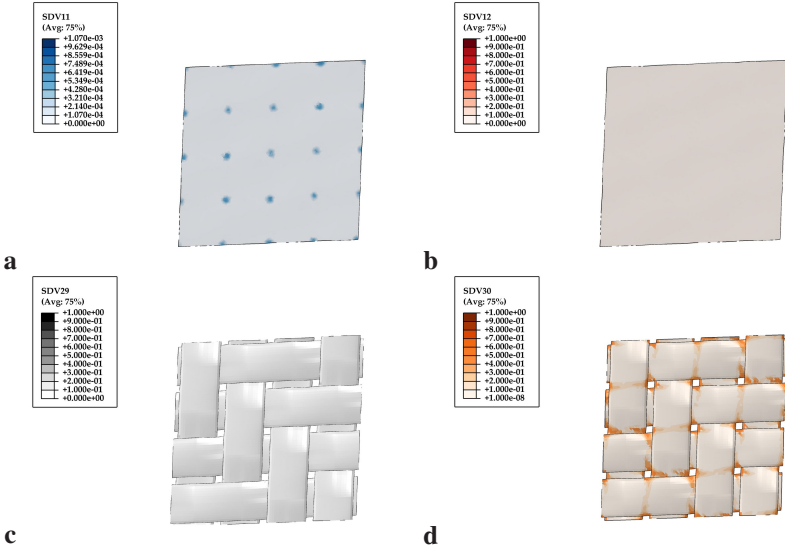 SDV11
(Avg: 75%)
+1.070e-03
+9.629e-04
+8.559e-04
+7.489e-04
+6.419e-04
+5.349e-04
+4.280e-04
+3.210e-04
+2.140e-04
+1.070e-04
+0.000e+00
a
SDV12
(Avg: 75%)
+1.000e+00
+9.000e-01
+8.000e-01
+7.000e-01
+6.000e-01
+5.000e-01
+4.000e-01
+3.000e-01
+2.000e-01
+1.000e-01
+0.000e+00
b
SDV29
(Avg: 75%)
+1.000e+00
+9.000e-01
+8.000e-01
+7.000e-01
+6.000e-01
+5.000e-01
+4.000e-01
+3.000e-01
+2.000e-01
+1.000e-01
+0.000e+00
c
SDV30
(Avg: 75%)
+1.000e+00
+9.000e-01
+8.000e-01
+7.000e-01
+6.000e-01
+5.000e-01
+4.000e-01
+3.000e-01
+2.000e-01
+1.000e-01
+1.000e-08
d